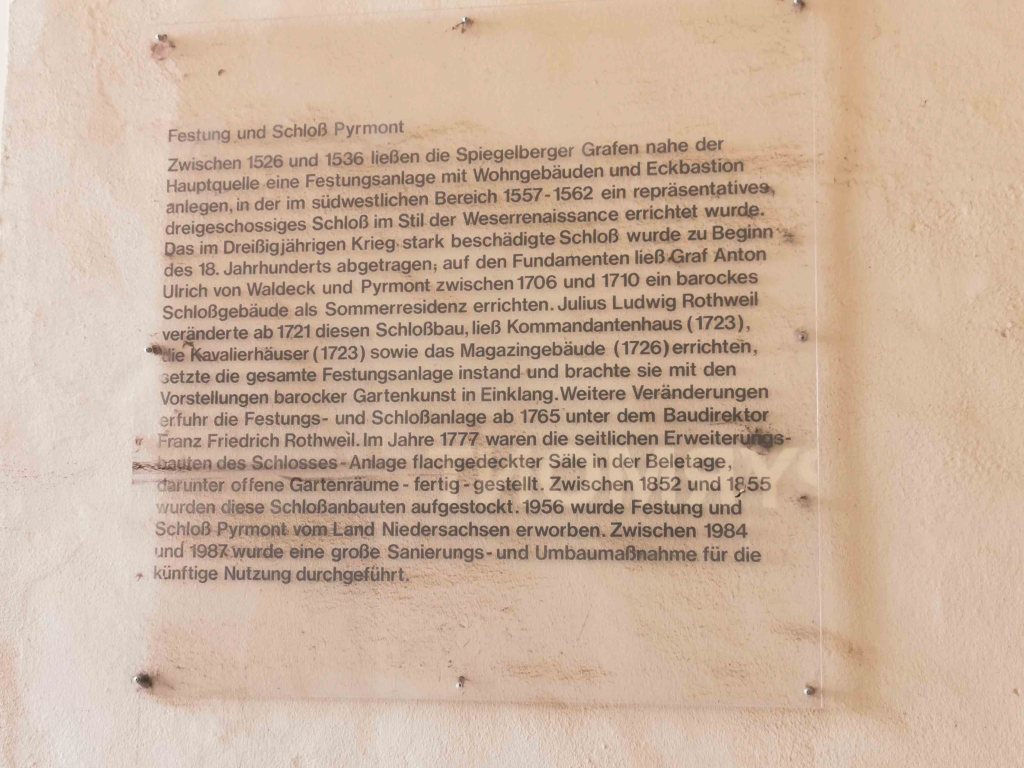 Festung und Schloß Pyrmont
Zwischen 1526 und 1536 ließen die Spiegelberger Grafen nahe der
Hauptquelle eine Festungsanlage mit Wohngebäuden und Eckbastion
anlegen, in der im südwestlichen Bereich 1557-1562 ein repräsentatives,
dreigeschossiges Schloß im Stil der Weserrenaissance errichtet wurde.
Das im Dreißigjährigen Krieg stark beschädigte Schloß wurde zu Beginn
des 18. Jahrhunderts abgetragen; auf den Fundamenten ließ Graf Anton
Ulrich von Waldeck und Pyrmont zwischen 1706 und 1710 ein barockes
Schloßgebäude als Sommerresidenz errichten. Julius Ludwig Rothweil
veränderte ab 1721 diesen Schloßbau, ließ Kommandantenhaus (1723),
die Kavalierhäuser (1723) sowie das Magazingebäude (1726) errichten,
setzte die gesamte Festungsanlage instand und brachte sie mit den
Vorstellungen barocker Gartenkunst in Einklang. Weitere Veränderungen
erfuhr die Festungs- und Schloßanlage ab 1765 unter dem Baudirektor
Franz Friedrich Rothweil. Im Jahre 1777 waren die seitlichen Erweiterungs-
bauten des Schlosses - Anlage flachgedeckter Säle in der Beletage,
darunter offene Gartenräume - fertig - gestellt. Zwischen 1852 und 1855
wurden diese Schloßanbauten aufgestockt. 1956 wurde Festung und
Schloß Pyrmont vom Land Niedersachsen erworben. Zwischen 1984
und 1987 wurde eine große Sanierungs- und Umbaumaßnahme für die
künftige Nutzung durchgeführt.